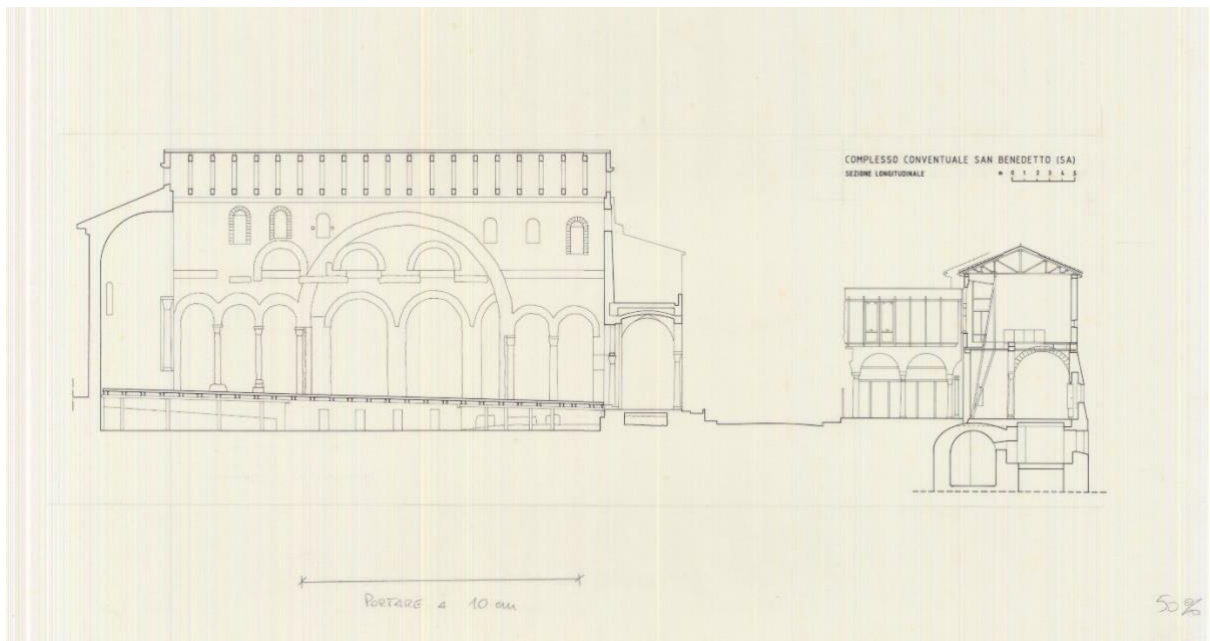 COMPLESSO CONVENTUALE SAN BENEDETTO (SA)
SEZIONE LONGITUDINALE
m 0 1 2 3 4 5
PORTARE A 10 cm
50%